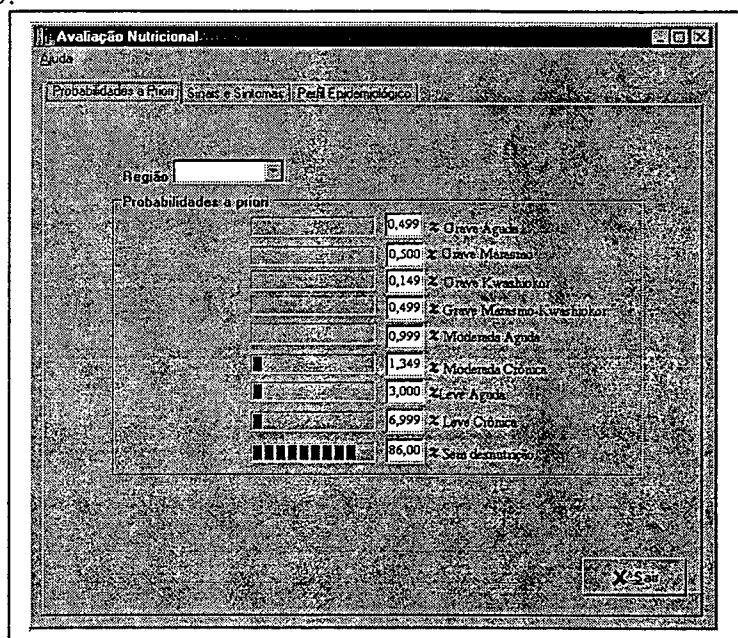 Avaliação Nutricional
Ajuda
Probabilidades a Priori Sinais e Sintomas Perfil Epidemiológico
Região
Probabilidades a priori
0,499 % Grave Aguda
0,500 % Grave Marasmo
0,149 % Grave Kwashiokor
0,499 % Grave Marasmo-Kwashiokor
0,999 % Moderada Aguda
1,349 % Moderada Crônica
3,000 % Leve Aguda
6,999 % Leve Crônica
86,00 % Sem desnutrição
X Sair